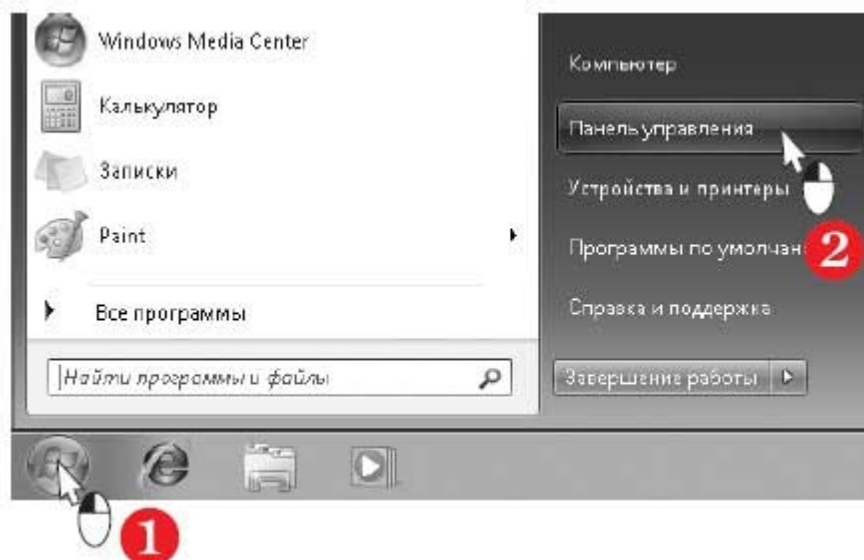 Windows Media Center
Калькулятор
Записки
Paint
Все программы
Найти программы и файлы
Компьютер
Панель управления
Устройства и принтеры
Программы по умолчан
Справка и поддержка
Завершение работы
1
2